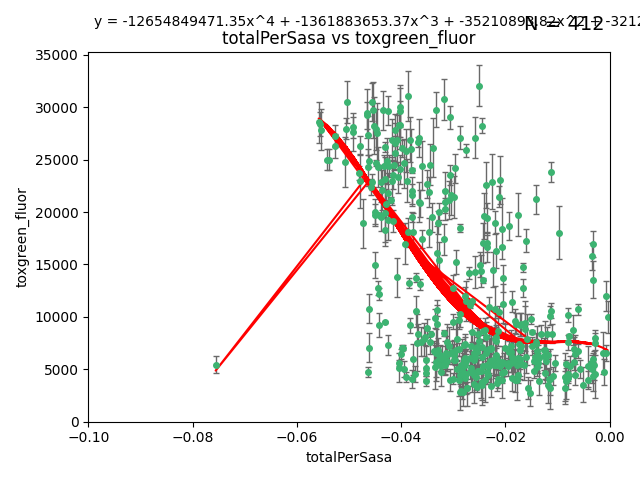 y = -12654849471.35x^4 + -1361883653.37x^3 + + -3212
N = 412
totalPerSasa vs toxgreen_fluor
35000
30000
25000
20000
15000
10000
5000
0
toxgreen_fluor
−0.10 −0.08 −0.06 −0.04 −0.02 0.00
totalPerSasa